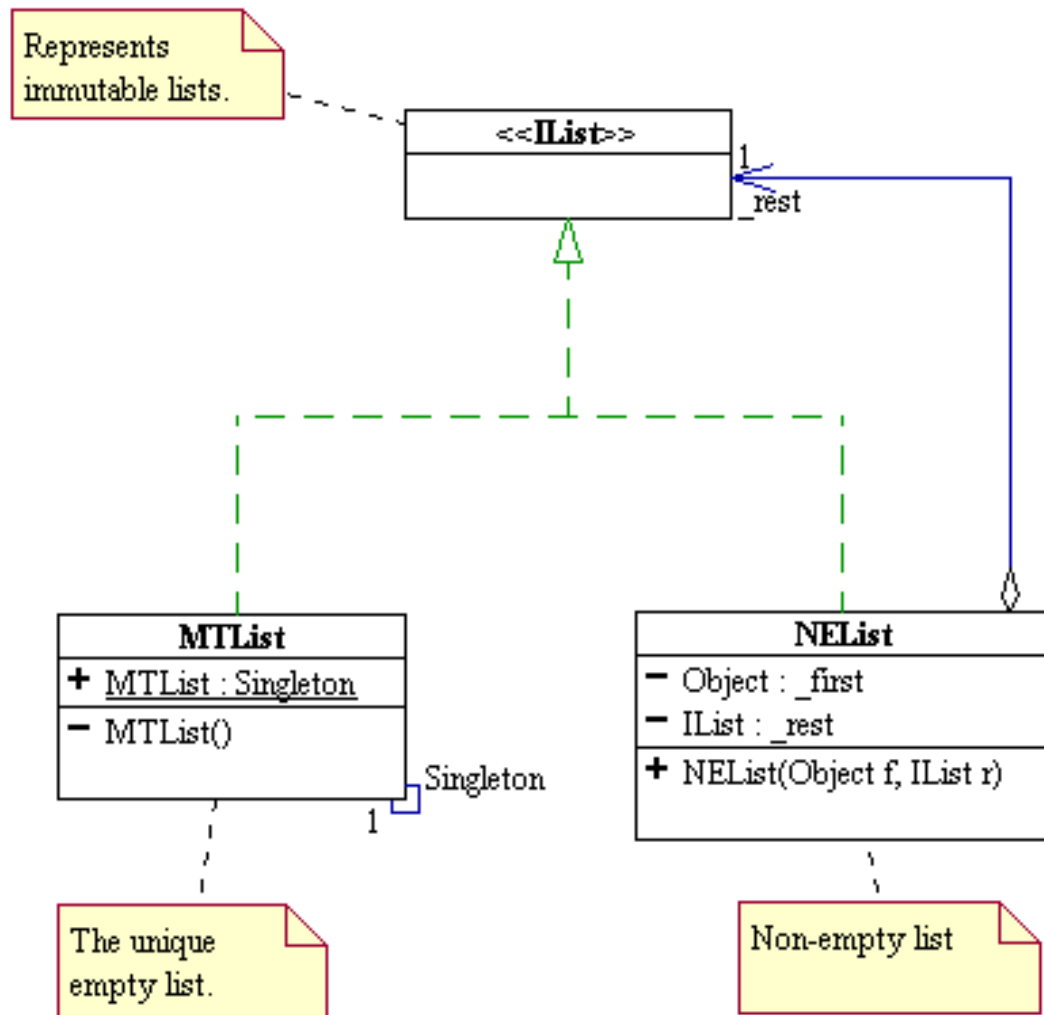 Represents
immutable lists.
<<IList>>
1
_rest
MTList
+ MTList : Singleton
− MTList()
Singleton
1
NEList
− Object : _first
− IList : _rest
+ NEList(Object f, IList r)
The unique
empty list.
Non-empty list